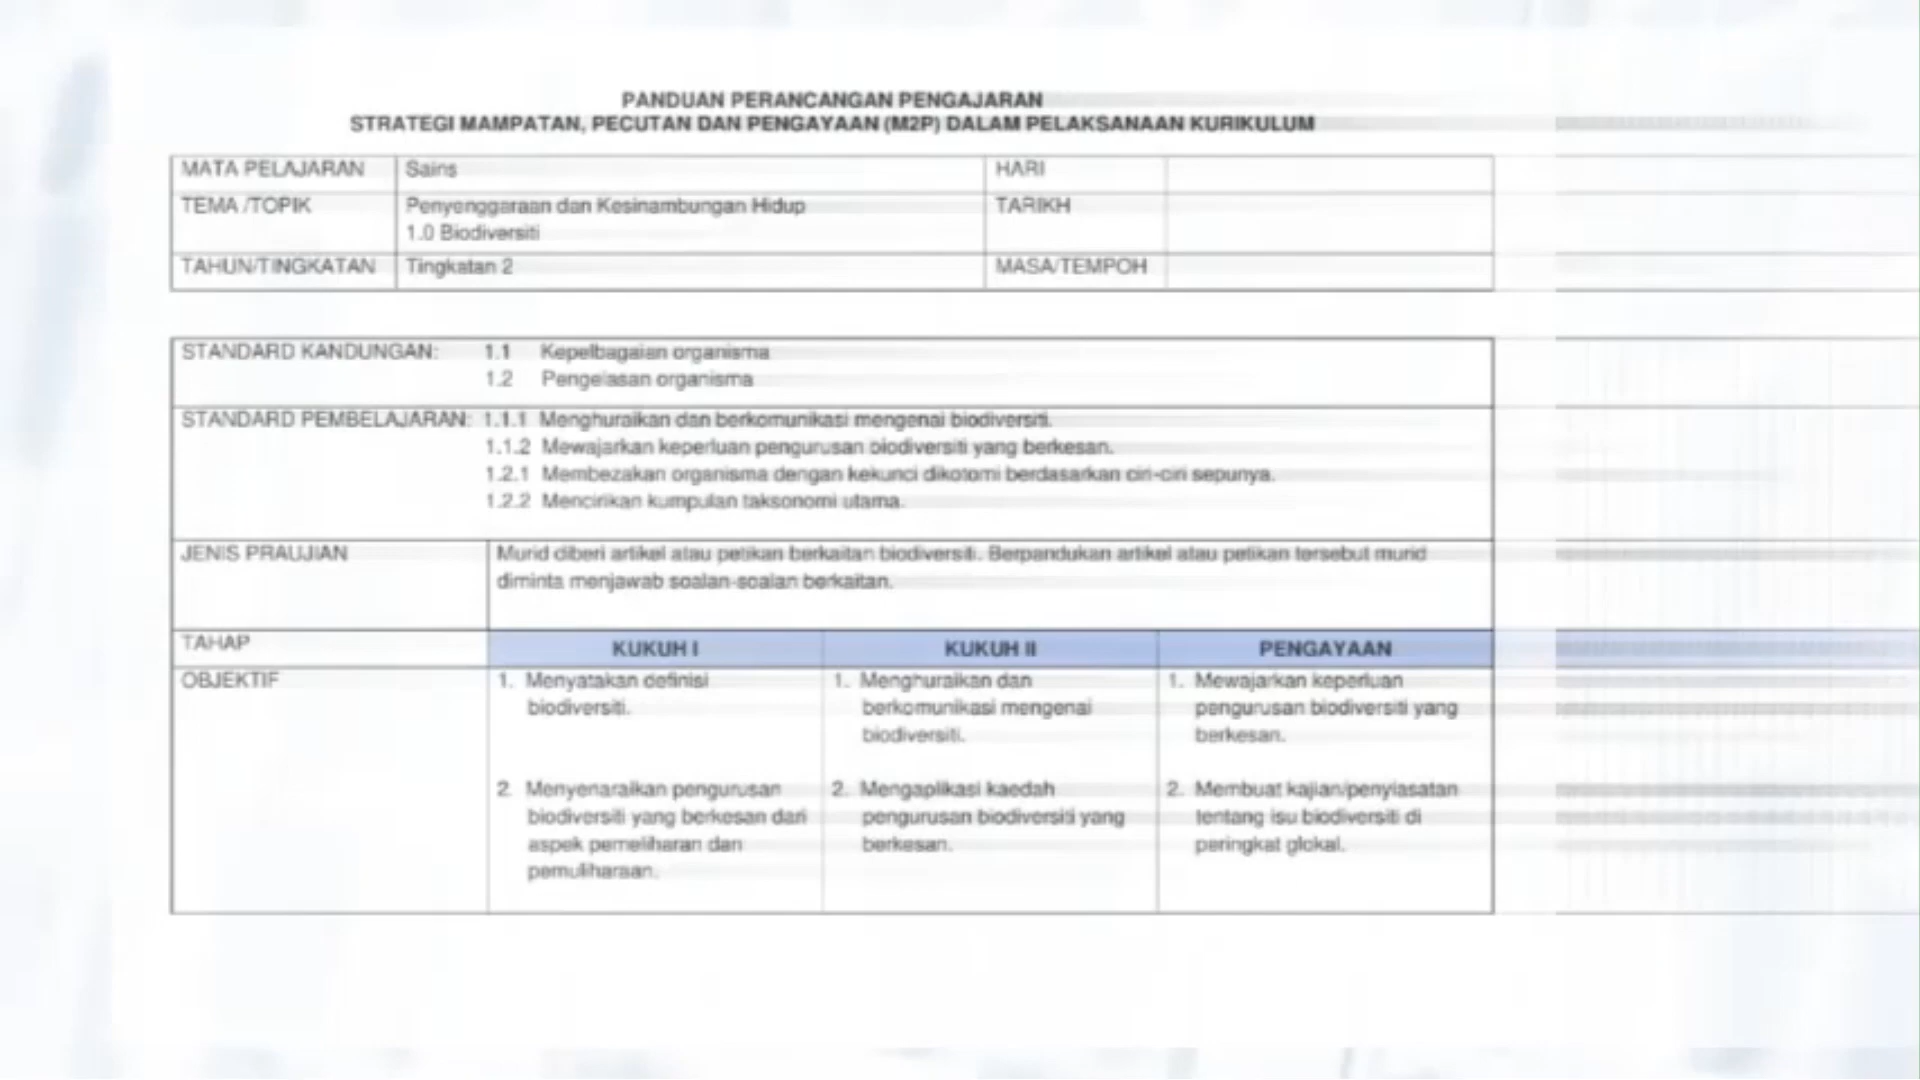 PANDUAN PERANCANGAN PENGAJARAN
STRATEGI MAMPATAN, PECUTAN DAN PENGAYAAN (M2P) DALAM PELAKSANAAN KURIKULUM
MATA PELAJARAN Sains HARI
TEMA /TOPIK Penyenggaraan dan Kesinambungan Hidup TARIKH
1.0 Biodiversiti
TAHUN/TINGKATAN Tingkatan 2 MASA/TEMPOH
STANDARD KANDUNGAN: 1.1 Kepelbagaian organisma
1.2 Pengelasan organisma
STANDARD PEMBELAJARAN: 1.1.1 Menghuraikan dan berkomunikasi mengenai biodiversiti.
1.1.2 Mewajarkan keperluan pengurusan biodiversiti yang berkesan.
1.2.1 Membezakan organisma dengan kekunci dikotomi berdasarkan ciri-ciri sepunya.
1.2.2 Mencirikan kumpulan taksonomi utama.
JENIS PRAUJIAN Murid diberi artikel atau petikan berkaitan biodiversiti. Berpandukan artikel atau petikan tersebut murid
diminta menjawab soalan-soalan berkaitan.
TAHAP KUKUH I KUKUH II PENGAYAAN
OBJEKTIF
1. Menyatakan definisi
biodiversiti.
2. Menyenaraikan pengurusan
biodiversiti yang berkesan dari
aspek pemeliharan dan
pemuliharaan.
1. Menghuraikan dan
berkomunikasi mengenai
biodiversiti.
2. Mengaplikasi kaedah
pengurusan biodiversiti yang
berkesan.
1. Mewajarkan keperluan
pengurusan biodiversiti yang
berkesan.
2. Membuat kajian/penyiasatan
tentang isu biodiversiti di
peringkat glokal.